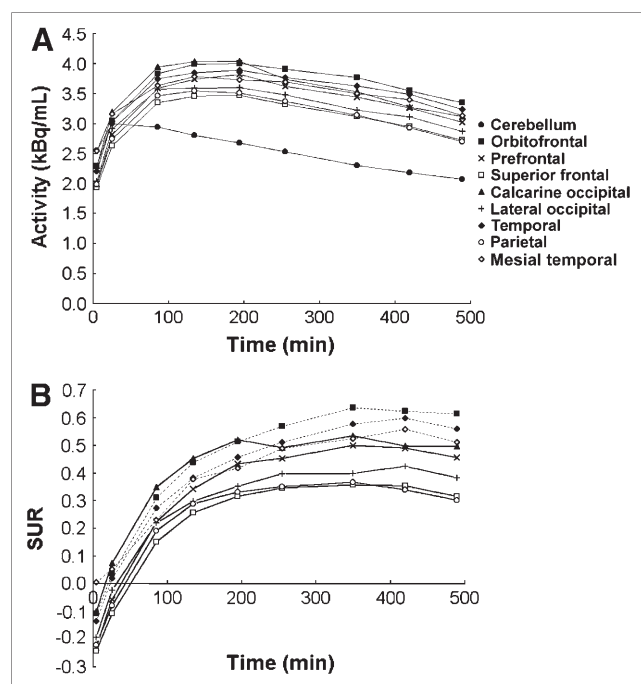 A
Activity (kBq/mL)
4.5
4.0
3.5
3.0
2.5
2.0
1.5
1.0
0.5
0.0
0 100 200 300 400 500
Time (min)
Cerebellum
Orbitofrontal
Prefrontal
Superior frontal
Calcarine occipital
Lateral occipital
Temporal
Parietal
Mesial temporal
B
SUR
0.7
0.6
0.5
0.4
0.3
0.2
0.1
0.0
-0.1
-0.2
-0.3
0 100 200 300 400 500
Time (min)